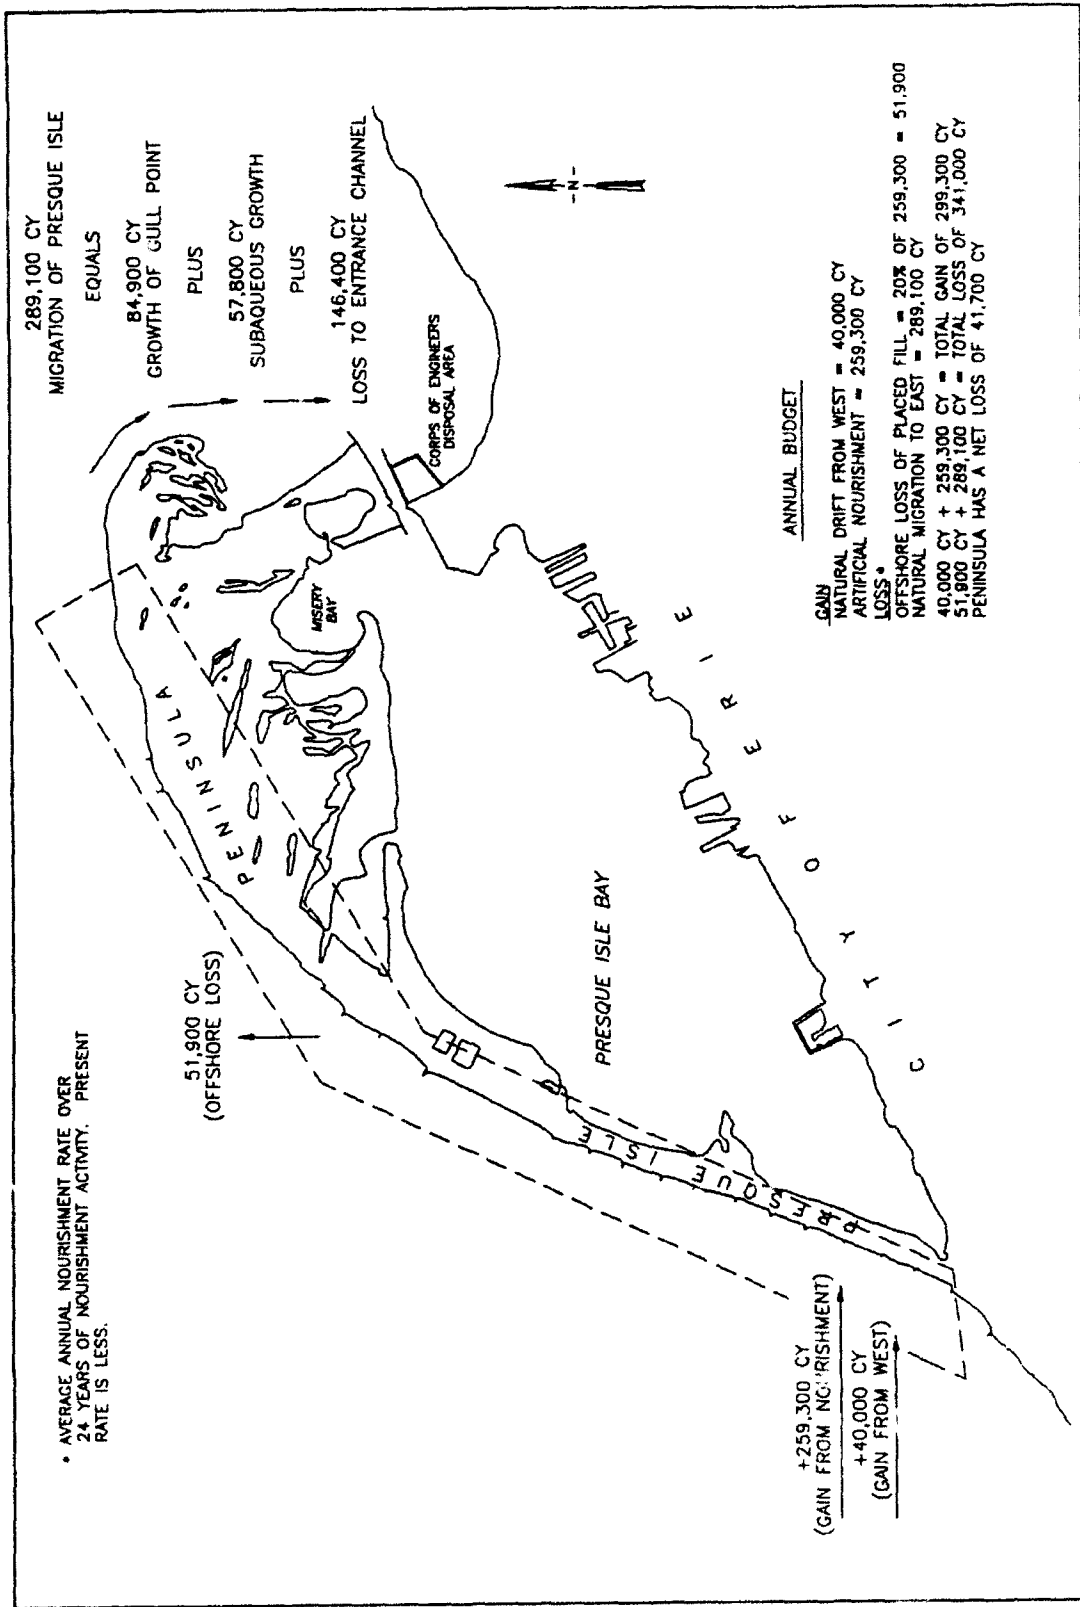 • AVERAGE ANNUAL NOURISHMENT RATE OVER
24 YEARS OF NOURISHMENT ACTIVITY. PRESENT
RATE IS LESS.
289,100 CY
MIGRATION OF PRESQUE ISLE
EQUALS
84,900 CY
GROWTH OF GULL POINT
PLUS
57,800 CY
SUBAQUEOUS GROWTH
PLUS
146,400 CY
LOSS TO ENTRANCE CHANNEL
51,900 CY
(OFFSHORE LOSS)
PENINSULA
MISERY
BAY
CORPS OF ENGINEERS
DISPOSAL AREA
-N-
PRESQUE ISLE
PRESQUE ISLE BAY
CITY OF ERIE
+259,300 CY
(GAIN FROM NOURISHMENT)
+40,000 CY
(GAIN FROM WEST)
ANNUAL BUDGET
GAIN
NATURAL DRIFT FROM WEST = 40,000 CY
ARTIFICIAL NOURISHMENT = 259,300 CY
LOSS •
OFFSHORE LOSS OF PLACED FILL = 20% OF 259,300 = 51,900
NATURAL MIGRATION TO EAST = 289,100 CY
40,000 CY + 259,300 CY = TOTAL GAIN OF 299,300 CY
51,900 CY + 289,100 CY = TOTAL LOSS OF 341,000 CY
PENINSULA HAS A NET LOSS OF 41,700 CY